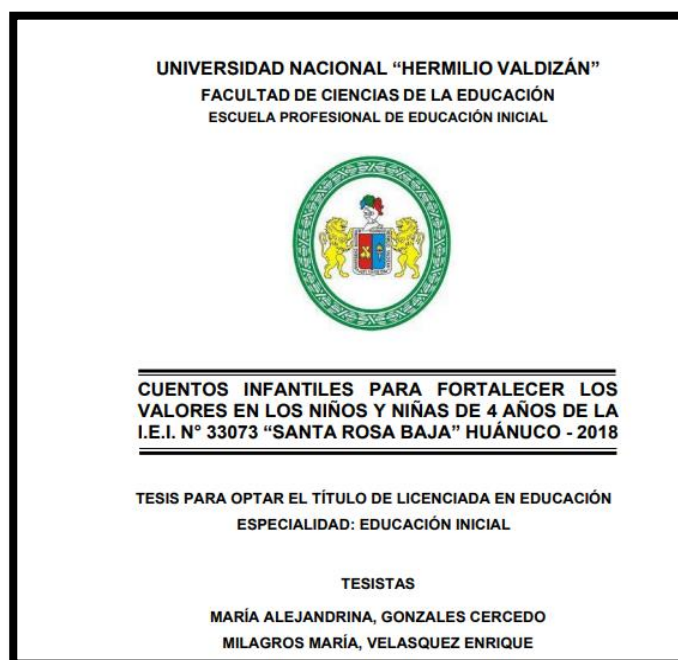 UNIVERSIDAD NACIONAL “HERMILIO VALDIZÁN”
FACULTAD DE CIENCIAS DE LA EDUCACIÓN
ESCUELA PROFESIONAL DE EDUCACIÓN INICIAL
CUENTOS INFANTILES PARA FORTALECER LOS
VALORES EN LOS NIÑOS Y NIÑAS DE 4 AÑOS DE LA
I.E.I. N° 33073 “SANTA ROSA BAJA” HUÁNUCO - 2018
TESIS PARA OPTAR EL TÍTULO DE LICENCIADA EN EDUCACIÓN
ESPECIALIDAD: EDUCACIÓN INICIAL
TESISTAS
MARÍA ALEJANDRINA, GONZALES CERCEDO
MILAGROS MARÍA, VELASQUEZ ENRIQUE